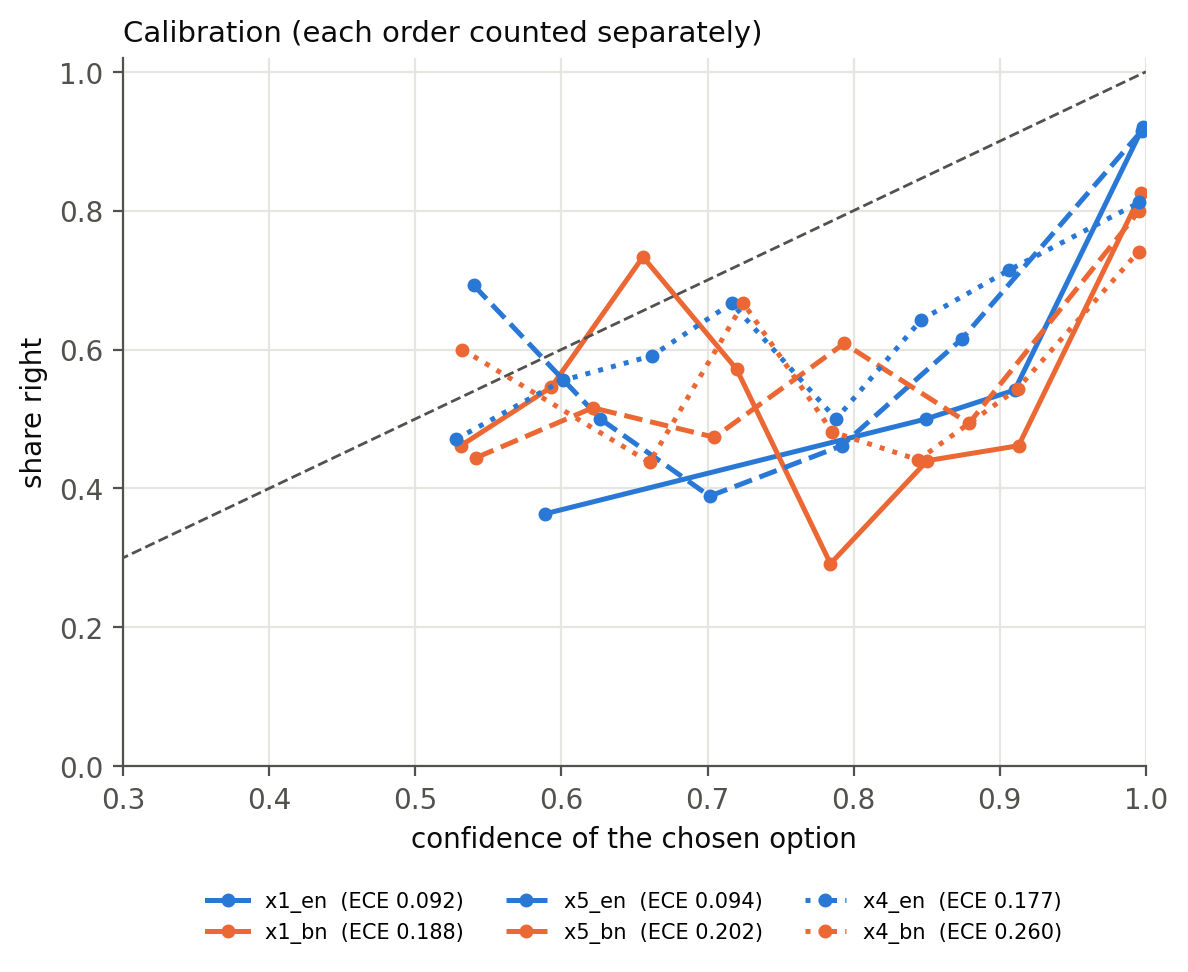 Calibration (each order counted separately)
1.0
0.8
0.6
0.4
0.2
0.0
share right
0.3 0.4 0.5 0.6 0.7 0.8 0.9 1.0
confidence of the chosen option
x1_en (ECE 0.092) x5_en (ECE 0.094) x4_en (ECE 0.177)
x1_bn (ECE 0.188) x5_bn (ECE 0.202) x4_bn (ECE 0.260)